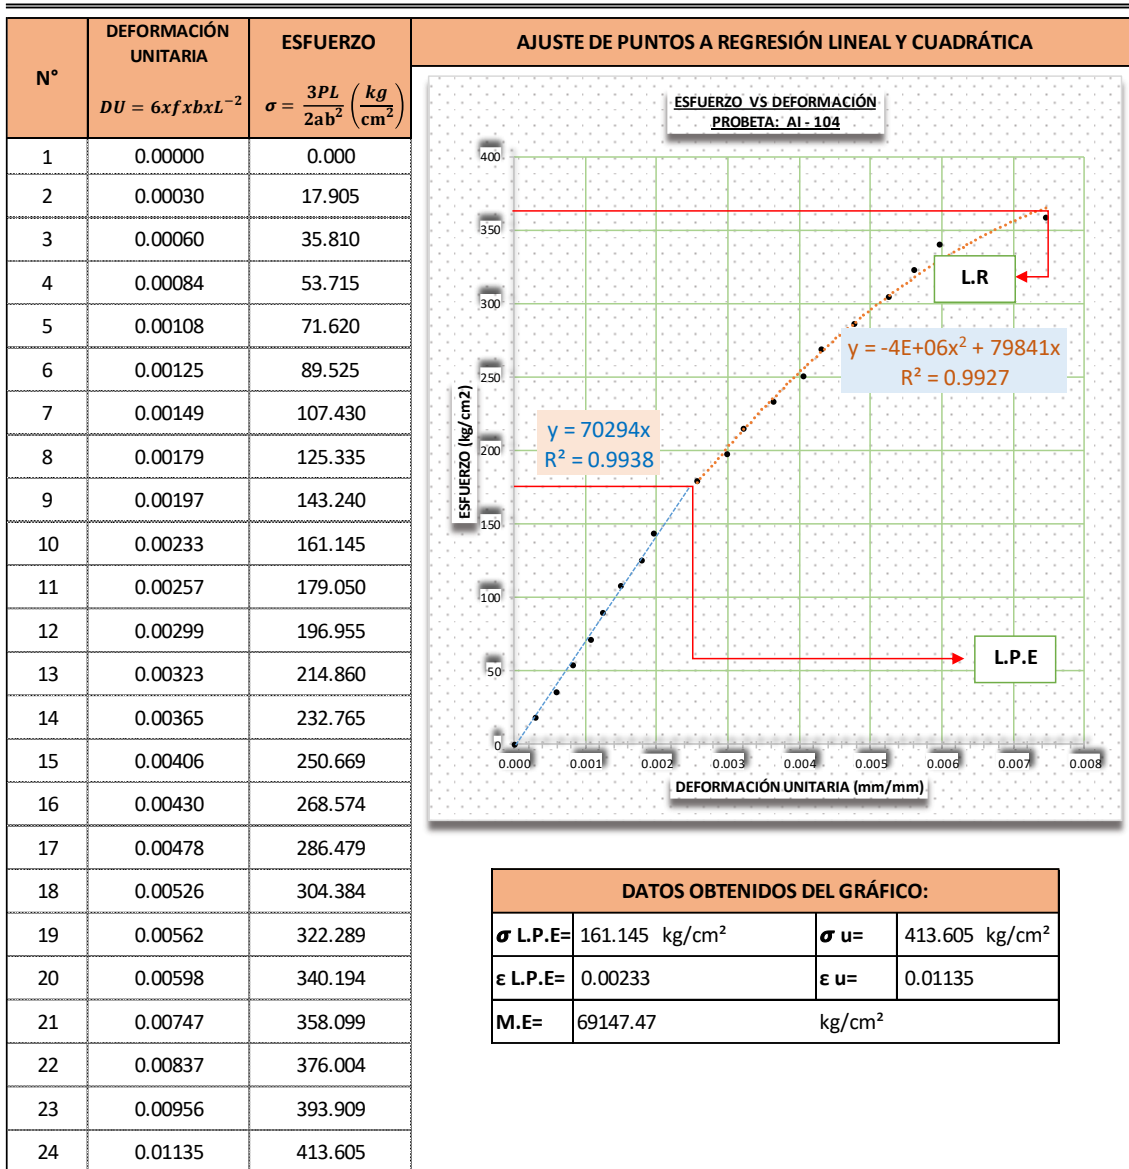 N°
DEFORMACIÓN
UNITARIA
DU = 6xfxbxL⁻²
ESFUERZO
σ = 3PL / 2ab² (kg / cm²)
AJUSTE DE PUNTOS A REGRESIÓN LINEAL Y CUADRÁTICA
1 0.00000 0.000
2 0.00030 17.905
3 0.00060 35.810
4 0.00084 53.715
5 0.00108 71.620
6 0.00125 89.525
7 0.00149 107.430
8 0.00179 125.335
9 0.00197 143.240
10 0.00233 161.145
11 0.00257 179.050
12 0.00299 196.955
13 0.00323 214.860
14 0.00365 232.765
15 0.00406 250.669
16 0.00430 268.574
17 0.00478 286.479
18 0.00526 304.384
19 0.00562 322.289
20 0.00598 340.194
21 0.00747 358.099
22 0.00837 376.004
23 0.00956 393.909
24 0.01135 413.605
ESFUERZO VS DEFORMACIÓN
PROBETA: AI - 104
400
350
300
250
200
150
100
50
0
ESFUERZO (kg/cm2)
L.R
y = -4E+06x² + 79841x
R² = 0.9927
y = 70294x
R² = 0.9938
L.P.E
0.000 0.001 0.002 0.003 0.004 0.005 0.006 0.007 0.008
DEFORMACIÓN UNITARIA (mm/mm)
DATOS OBTENIDOS DEL GRÁFICO:
σ L.P.E= 161.145 kg/cm² σ u= 413.605 kg/cm²
ε L.P.E= 0.00233 ε u= 0.01135
M.E= 69147.47 kg/cm²